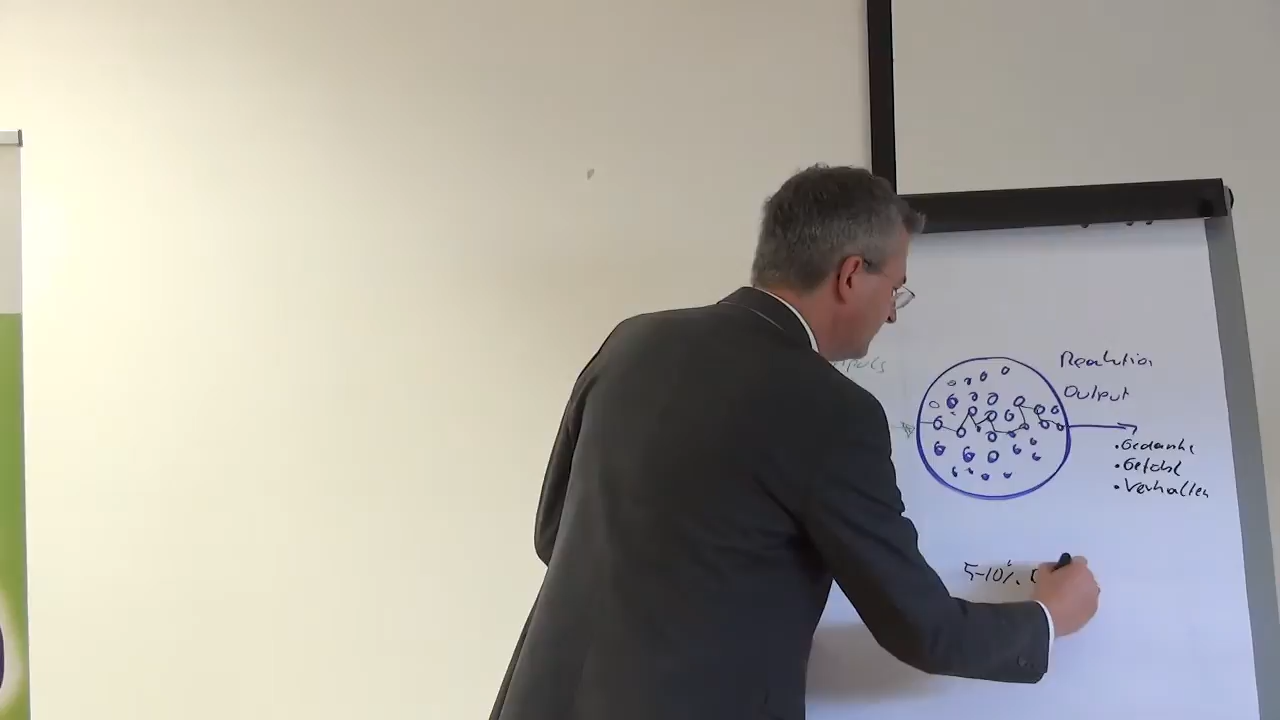 Reaktion
Output
• Gedanke
• Gefühl
• Verhalten
5-10%